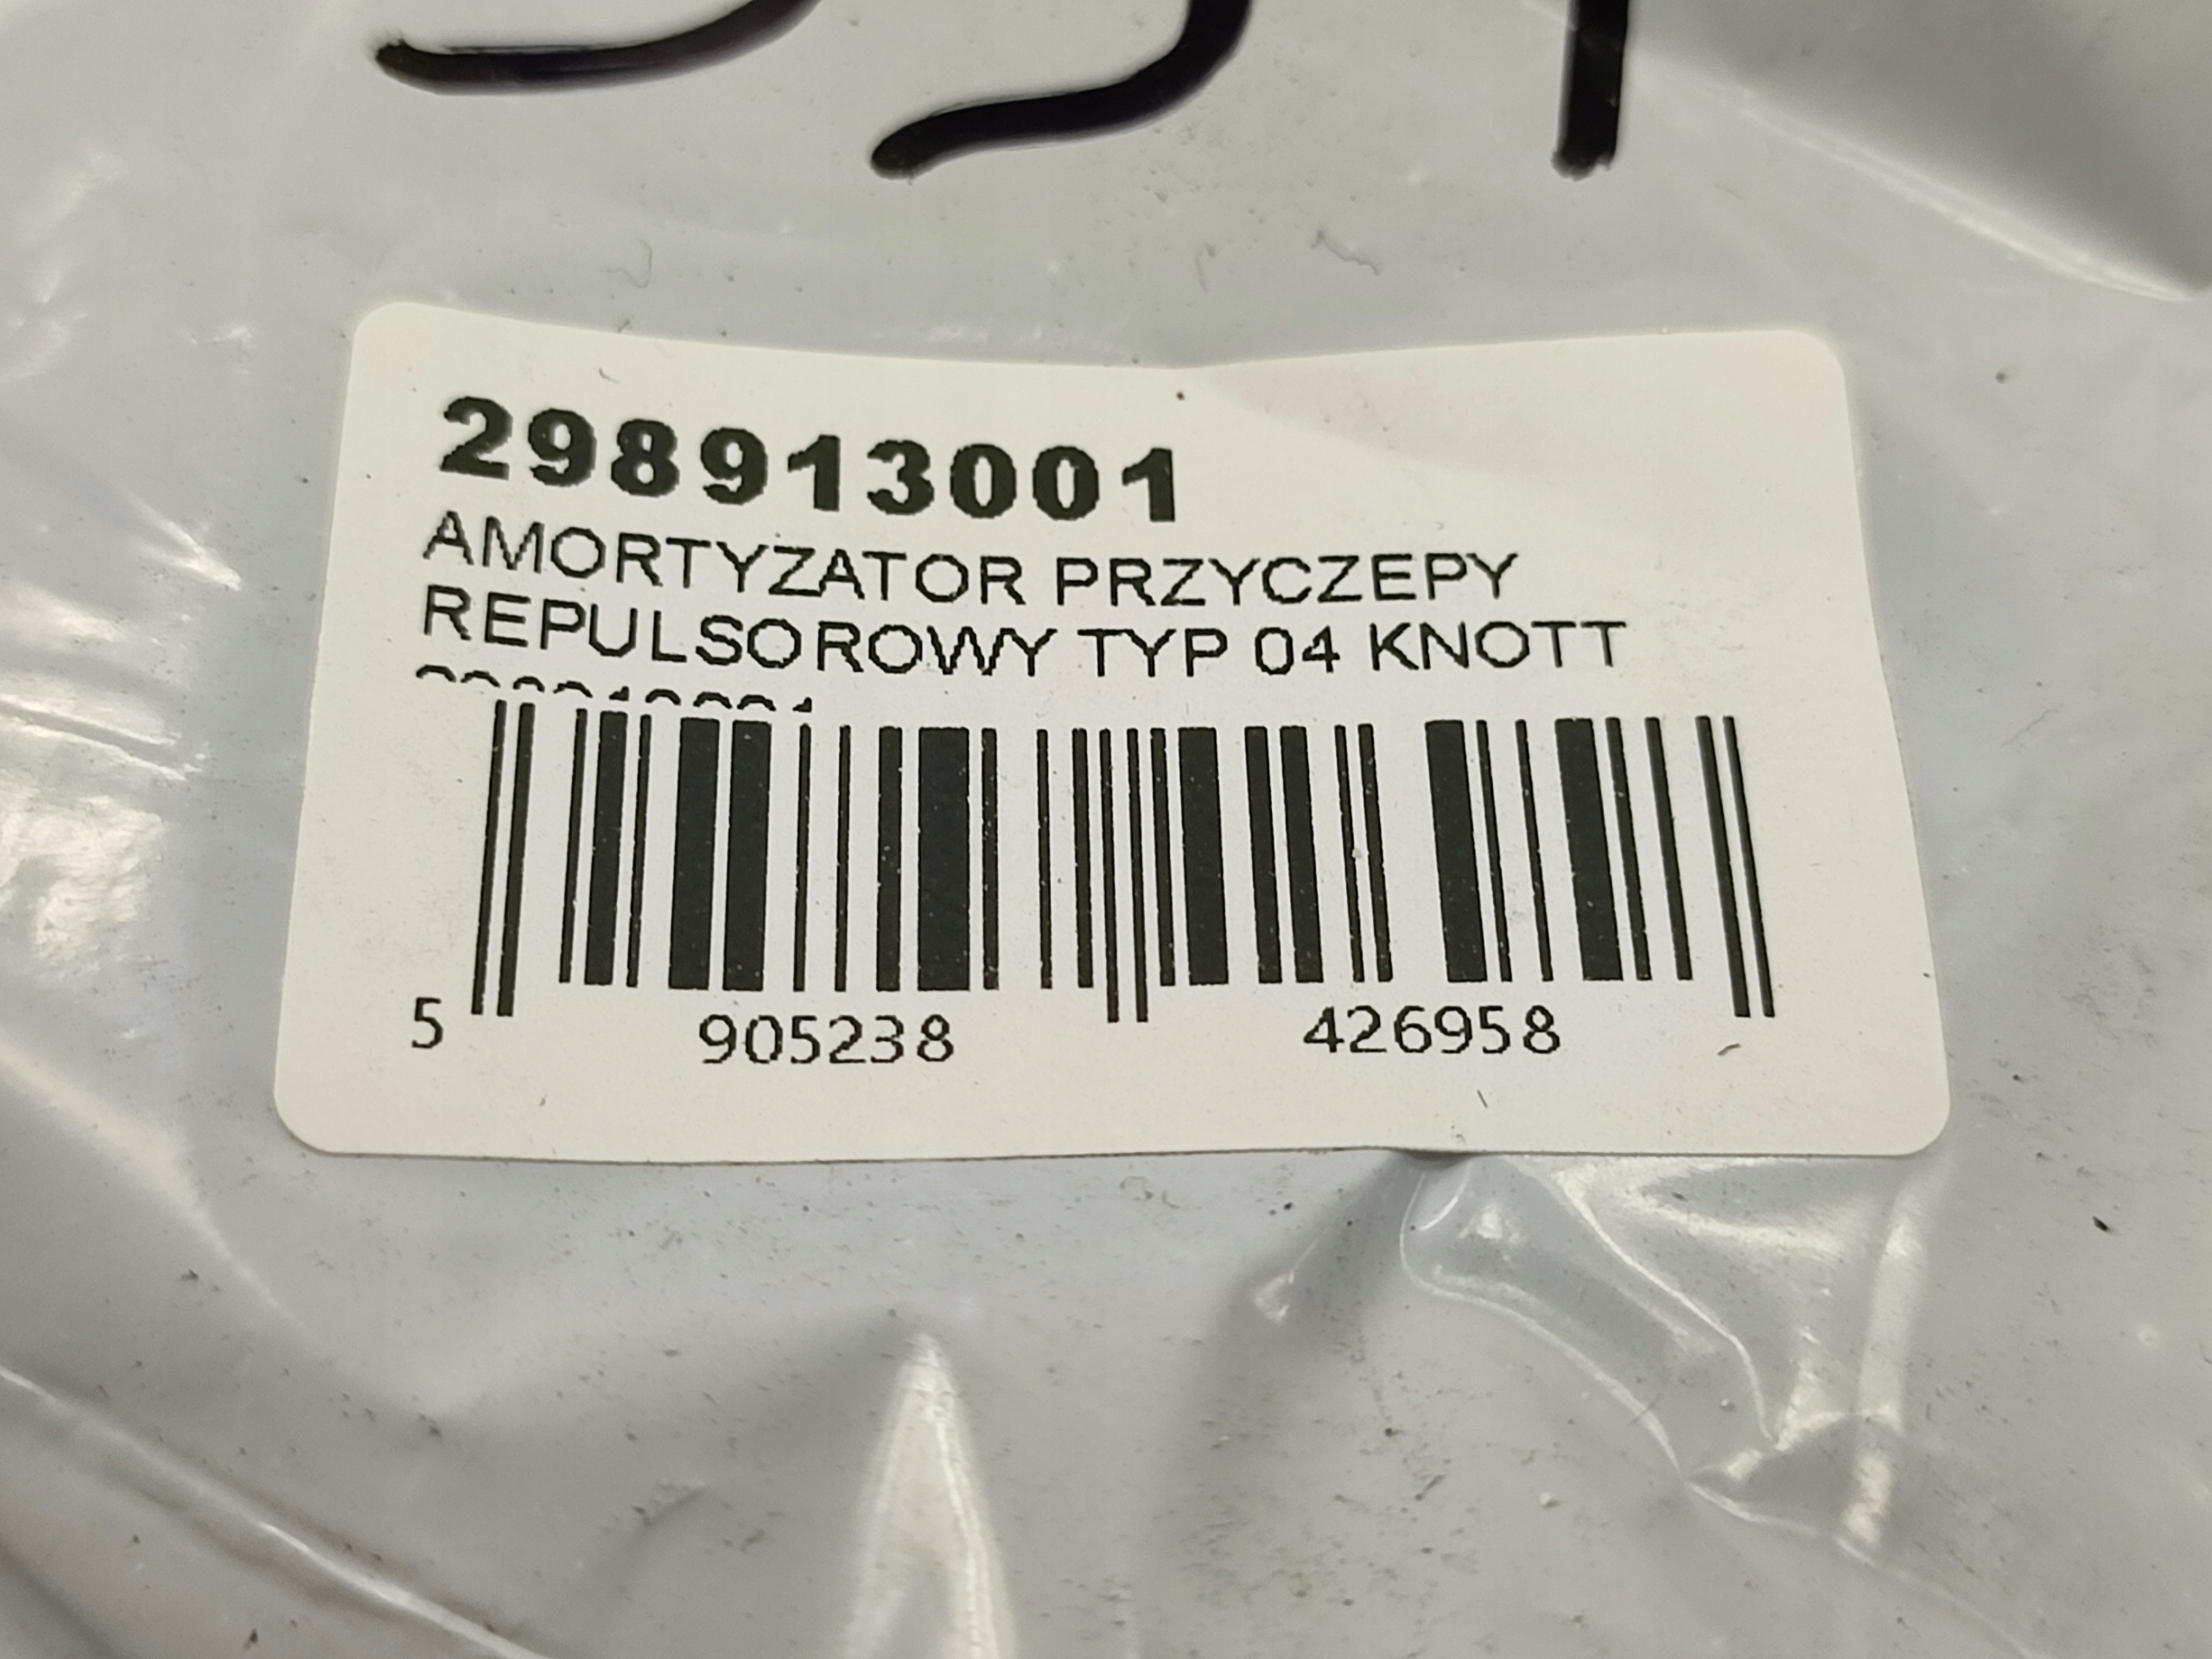 298913001
AMORTYZATOR PRZYCZEPY
REPULSOROWY TYP 04 KNOTT
5 905238 426958